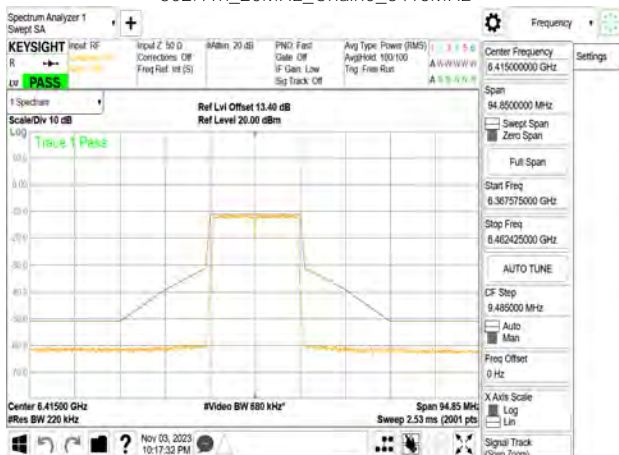 Spectrum Analyzer 1
Swept SA
Frequency
KEYSIGHT
Input: RF
Input Z: 50 Ω
#Atten: 20 dB
PNO: Fast
Avg Type: Power (RMS)
Corrections: Off
Gate: Off
Avg|Hold: 100/100
Freq Ref: Int (S)
IF Gain: Low
Trig: Free Run
Sig Track: Off
PASS
1 Spectrum
Scale/Div 10 dB
Ref Lvl Offset 13.40 dB
Ref Level 20.00 dBm
Log
Trace 1 Pass
Center 6.41500 GHz
#Res BW 220 kHz
#Video BW 680 kHz*
Span 94.85 MHz
Sweep 2.53 ms (2001 pts
Nov 03, 2023
10:17:32 PM
Settings
Center Frequency
6.415000000 GHz
Span
94.8500000 MHz
Swept Span
Zero Span
Full Span
Start Freq
6.367575000 GHz
Stop Freq
6.462425000 GHz
AUTO TUNE
CF Step
9.485000 MHz
Auto
Man
Freq Offset
0 Hz
X Axis Scale
Log
Lin
Signal Track
(Span Zoom)